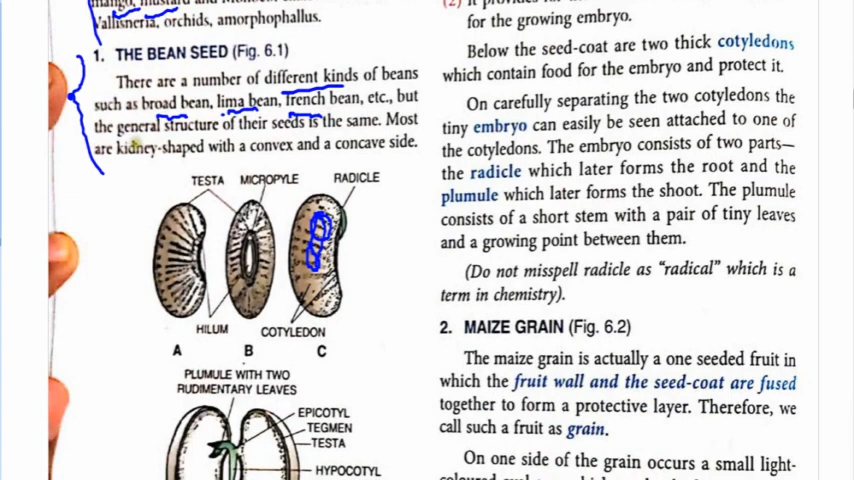 mango, mustard and
Vallisneria, orchids, amorphophallus.
1. THE BEAN SEED (Fig. 6.1)
There are a number of different kinds of beans
such as broad bean, lima bean, french bean, etc., but
the general structure of their seeds is the same. Most
are kidney-shaped with a convex and a concave side.
TESTA MICROPYLE RADICLE
HILUM COTYLEDON
A B C
PLUMULE WITH TWO
RUDIMENTARY LEAVES
EPICOTYL
TEGMEN
TESTA
HYPOCOTYL
for the growing embryo.
Below the seed-coat are two thick cotyledons
which contain food for the embryo and protect it.
On carefully separating the two cotyledons the
tiny embryo can easily be seen attached to one of
the cotyledons. The embryo consists of two parts—
the radicle which later forms the root and the
plumule which later forms the shoot. The plumule
consists of a short stem with a pair of tiny leaves
and a growing point between them.
(Do not misspell radicle as "radical" which is a
term in chemistry).
2. MAIZE GRAIN (Fig. 6.2)
The maize grain is actually a one seeded fruit in
which the fruit wall and the seed-coat are fused
together to form a protective layer. Therefore, we
call such a fruit as grain.
On one side of the grain occurs a small light-